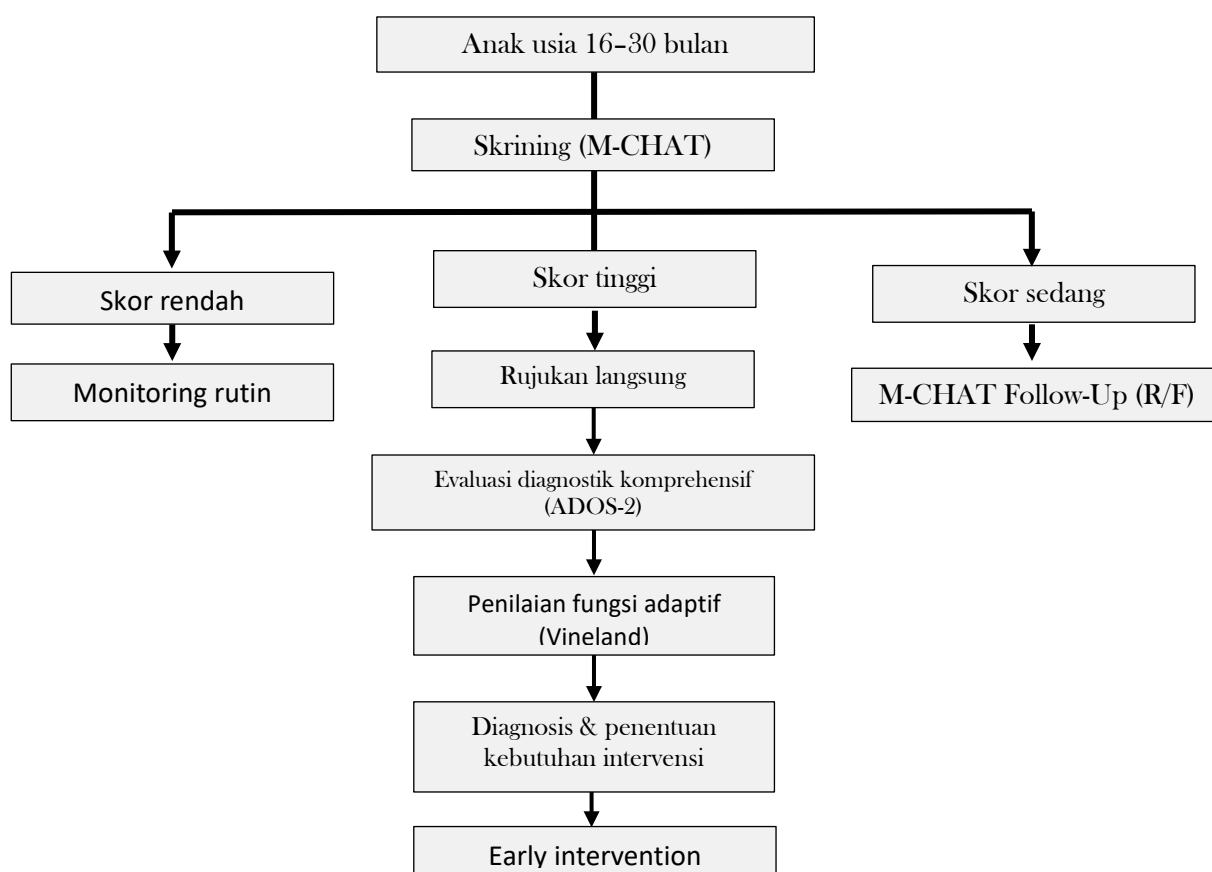 Anak usia 16–30 bulan
Skrining (M-CHAT)
Skor rendah
Skor tinggi
Skor sedang
Monitoring rutin
Rujukan langsung
M-CHAT Follow-Up (R/F)
Evaluasi diagnostik komprehensif
(ADOS-2)
Penilaian fungsi adaptif
(Vineland)
Diagnosis & penentuan
kebutuhan intervensi
Early intervention